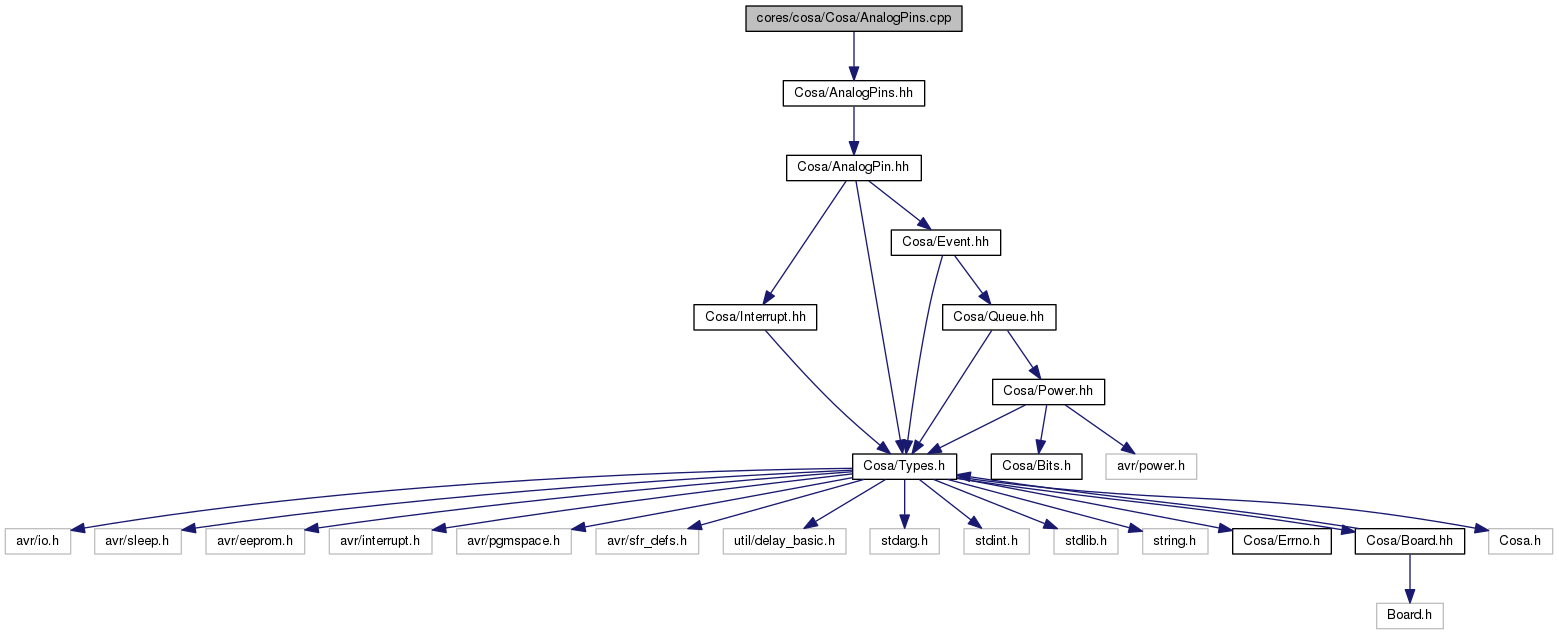 cores/cosa/Cosa/AnalogPins.cpp
Cosa/AnalogPins.hh
Cosa/AnalogPin.hh
Cosa/Event.hh
Cosa/Interrupt.hh
Cosa/Queue.hh
Cosa/Power.hh
Cosa/Types.h
Cosa/Bits.h
avr/power.h
avr/io.h
avr/sleep.h
avr/eeprom.h
avr/interrupt.h
avr/pgmspace.h
avr/sfr_defs.h
util/delay_basic.h
stdarg.h
stdint.h
stdlib.h
string.h
Cosa/Errno.h
Cosa/Board.hh
Cosa.h
Board.h